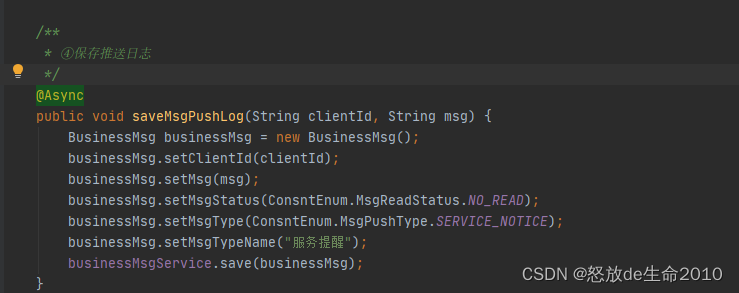 /**
 * ④保存推送日志
 */
@Async
public void saveMsgPushLog(String clientId, String msg) {
    BusinessMsg businessMsg = new BusinessMsg();
    businessMsg.setClientId(clientId);
    businessMsg.setMsg(msg);
    businessMsg.setMsgStatus(ConsntEnum.MsgReadStatus.NO_READ);
    businessMsg.setMsgType(ConsntEnum.MsgPushType.SERVICE_NOTICE);
    businessMsg.setMsgTypeName("服务提醒");
    businessMsgService.save(businessMsg);
}
CSDN @怒放de生命2010